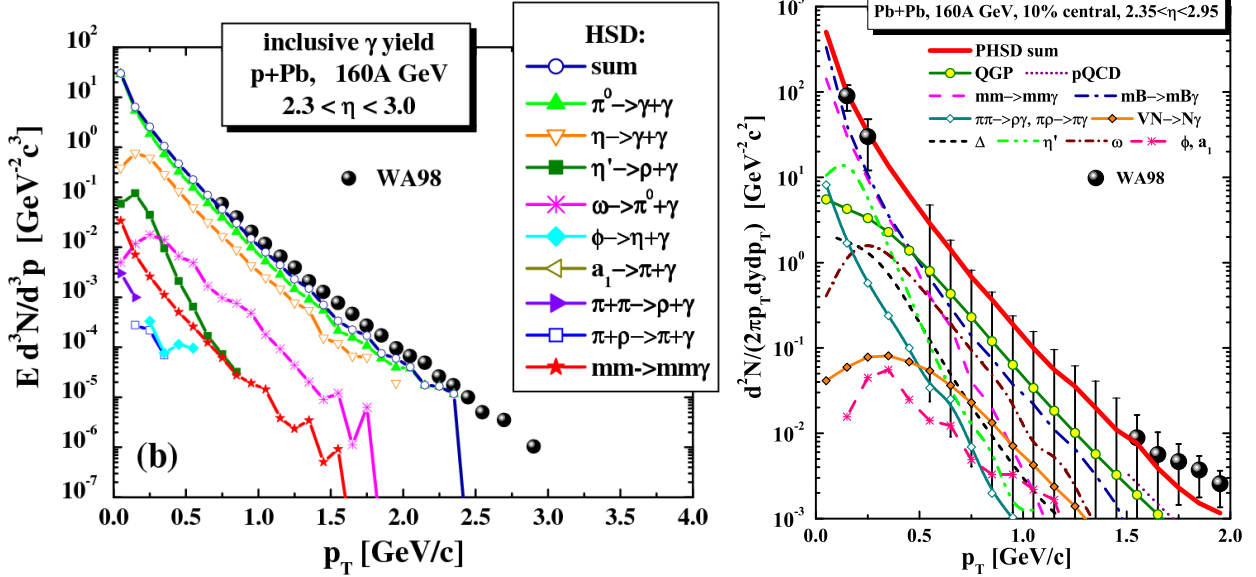 inclusive γ yield
p+Pb, 160A GeV
2.3 < η < 3.0
WA98
HSD:
sum
π⁰->γ+γ
η->γ+γ
η'->ρ+γ
ω->π⁰+γ
ϕ->η+γ
a₁->π+γ
π+π->ρ+γ
π+ρ->π+γ
mm->mmγ
E d³N/d³p [GeV⁻²c³]
10²
10¹
10⁰
10⁻¹
10⁻²
10⁻³
10⁻⁴
10⁻⁵
10⁻⁶
10⁻⁷
(b)
0.0 0.5 1.0 1.5 2.0 2.5 3.0 3.5 4.0
p_T [GeV/c]
Pb+Pb, 160A GeV, 10% central, 2.35<η<2.95
PHSD sum
QGP pQCD
mm->mmγ mB->mBγ
ππ->ργ, πρ->πγ VN->Nγ
Δ η' ω ϕ, a₁
WA98
d²N/(2πp_T dydp_T) [GeV⁻²c²]
10³
10²
10¹
10⁰
10⁻¹
10⁻²
10⁻³
0.0 0.5 1.0 1.5 2.0
p_T [GeV/c]